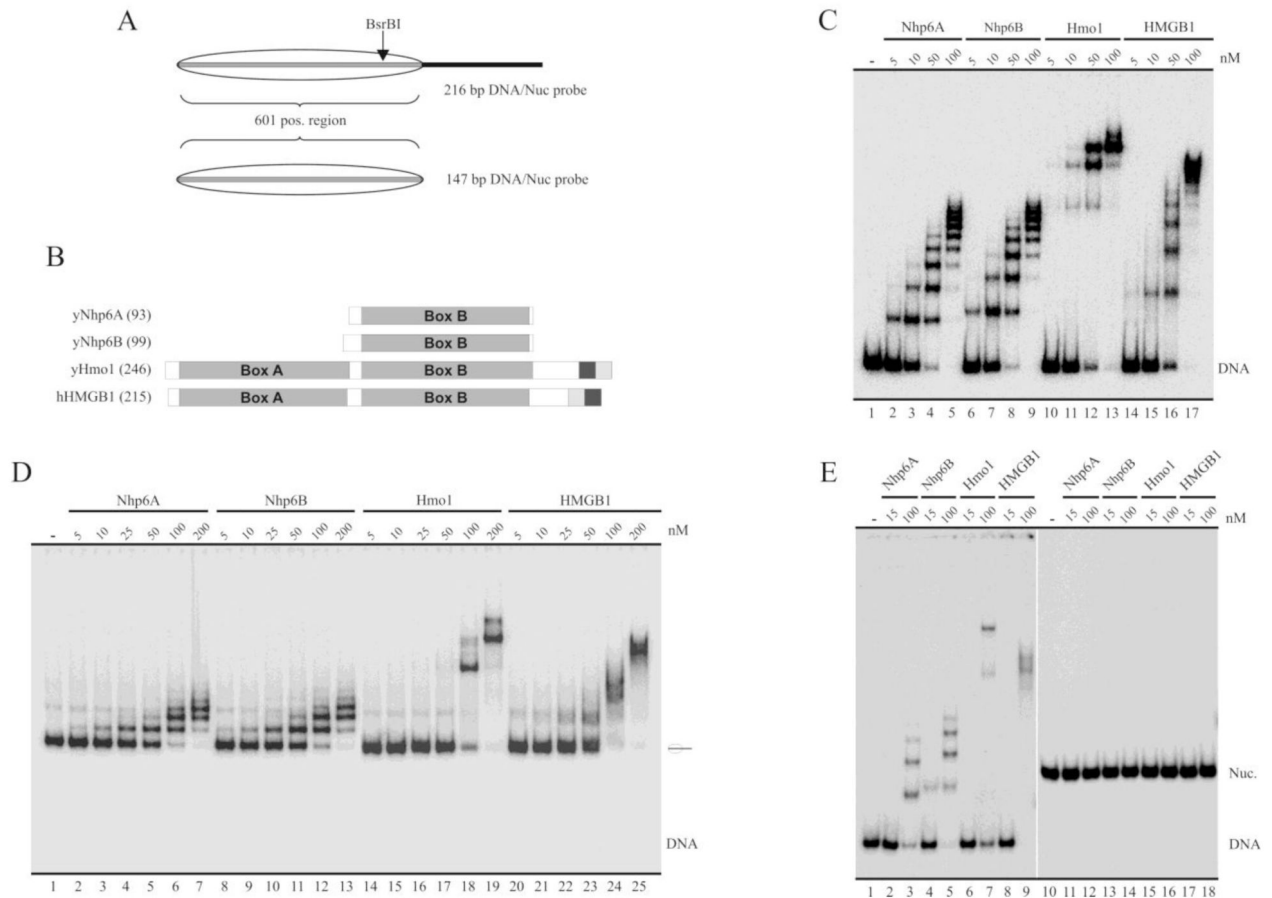 A
BsrBI
216 bp DNA/Nuc probe
601 pos. region
147 bp DNA/Nuc probe
B
yNhp6A (93)
Box B
yNhp6B (99)
Box B
yHmo1 (246)
Box A
Box B
hHMGB1 (215)
Box A
Box B
C
Nhp6A Nhp6B Hmo1 HMGB1
- 5 10 50 100 5 10 50 100 5 10 50 100 5 10 50 100 nM
DNA
1 2 3 4 5 6 7 8 9 10 11 12 13 14 15 16 17
D
Nhp6A Nhp6B Hmo1 HMGB1
- 5 10 25 50 100 200 5 10 25 50 100 200 5 10 25 50 100 200 5 10 25 50 100 200 nM
DNA
1 2 3 4 5 6 7 8 9 10 11 12 13 14 15 16 17 18 19 20 21 22 23 24 25
E
Nhp6A Nhp6B Hmo1 HMGB1 Nhp6A Nhp6B Hmo1 HMGB1
- 15 100 15 100 15 100 15 100 - 15 100 15 100 15 100 15 100 nM
Nuc.
DNA
1 2 3 4 5 6 7 8 9 10 11 12 13 14 15 16 17 18